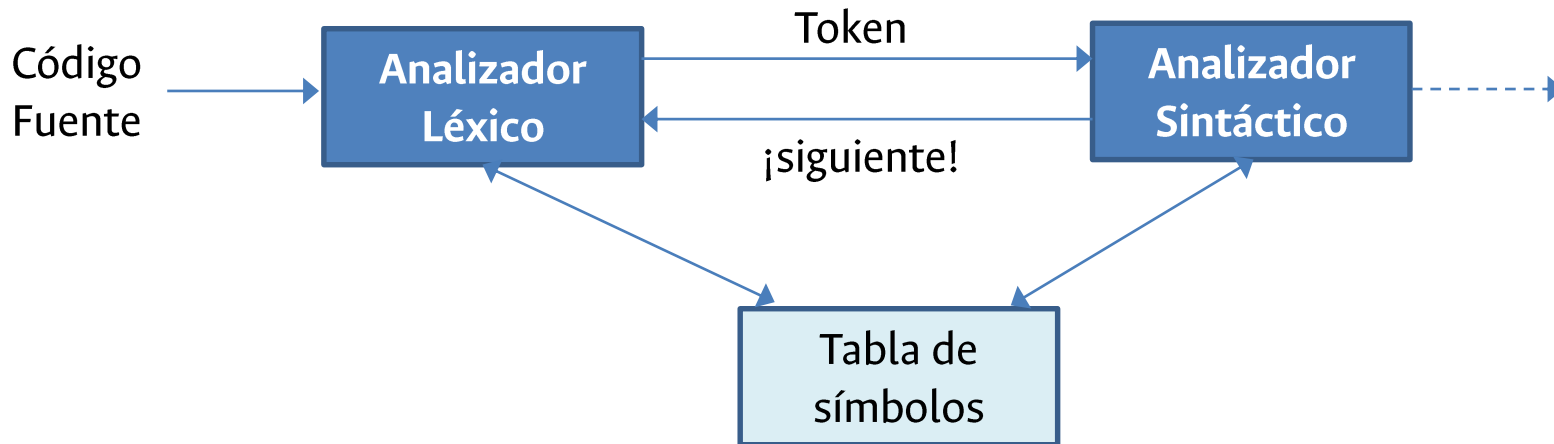 Código
Fuente
Analizador
Léxico
Token
¡siguiente!
Analizador
Sintáctico
Tabla de
símbolos